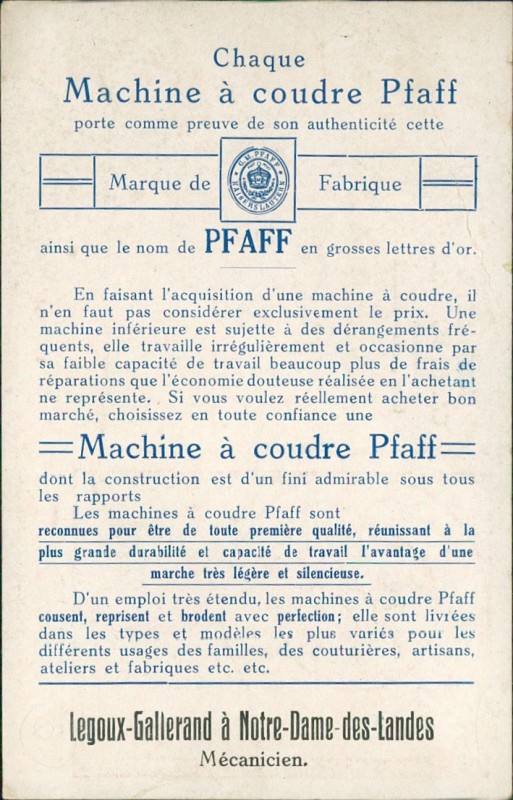 Chaque
Machine à coudre Pfaff
porte comme preuve de son authenticité cette
Marque de Fabrique
G.M. PFAFF
KAISERSLAUTERN
ainsi que le nom de PFAFF en grosses lettres d'or.
En faisant l'acquisition d'une machine à coudre, il
n'en faut pas considérer exclusivement le prix. Une
machine inférieure est sujette à des dérangements fré-
quents, elle travaille irrégulièrement et occasionne par
sa faible capacité de travail beaucoup plus de frais de
réparations que l'économie douteuse réalisée en l'achetant
ne représente. Si vous voulez réellement acheter bon
marché, choisissez en toute confiance une
Machine à coudre Pfaff
dont la construction est d'un fini admirable sous tous
les rapports
Les machines à coudre Pfaff sont
reconnues pour être de toute première qualité, réunissant à la
plus grande durabilité et capacité de travail l'avantage d'une
marche très légère et silencieuse.
D'un emploi très étendu, les machines à coudre Pfaff
cousent, reprisent et brodent avec perfection; elle sont livrées
dans les types et modèles les plus variés pour les
différents usages des familles, des couturières, artisans,
ateliers et fabriques etc. etc.
Legoux-Gallerand à Notre-Dame-des-Landes
Mécanicien.